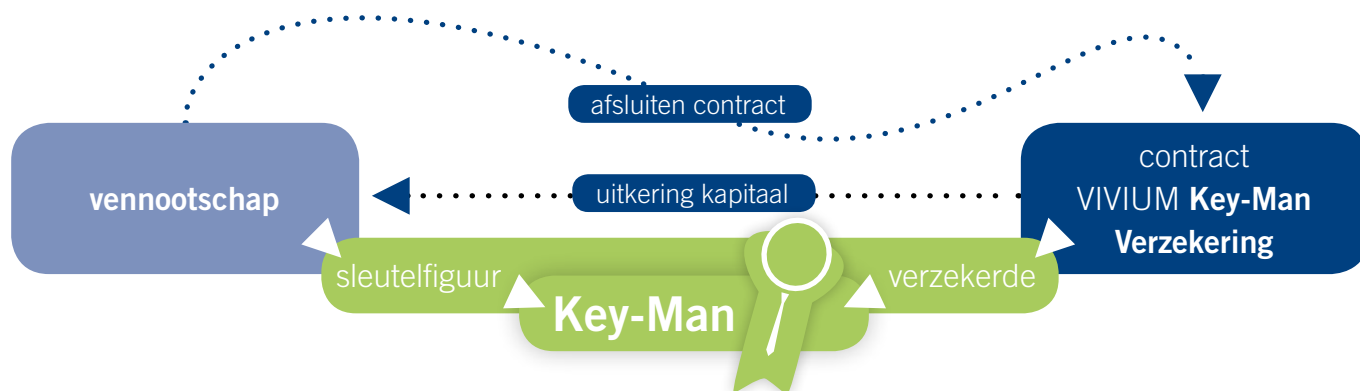 afsluiten contract
vennootschap
uitkering kapitaal
contract
VIVIUM Key-Man
Verzekering
sleutelfiguur
verzekerde
Key-Man